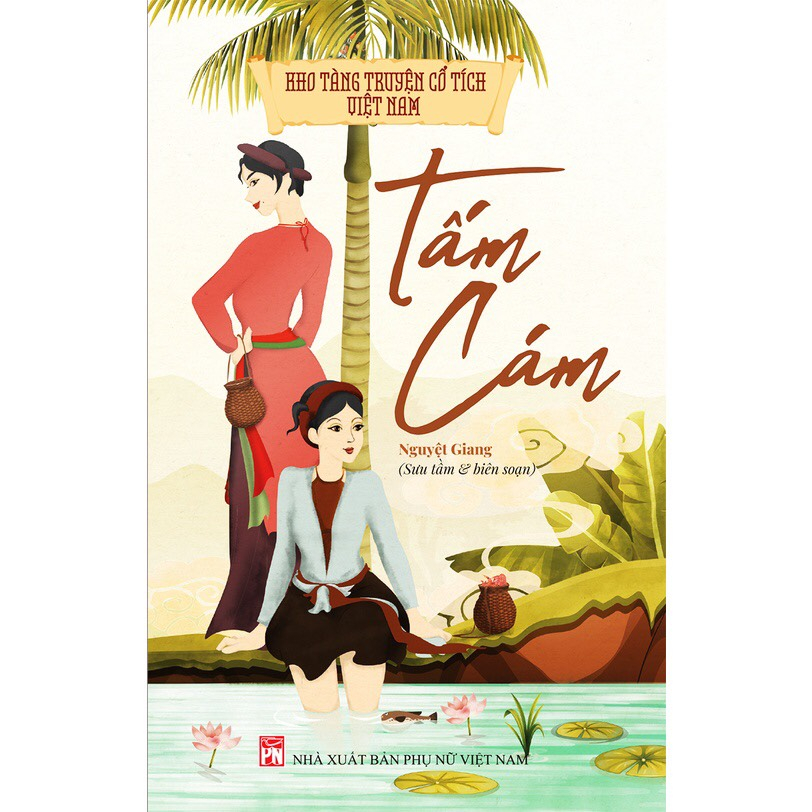 KHO TÀNG TRUYỆN CỔ TÍCH
VIỆT NAM
Tấm
Cám
Nguyệt Giang
(Sưu tầm & biên soạn)
PN
NHÀ XUẤT BẢN PHỤ NỮ VIỆT NAM